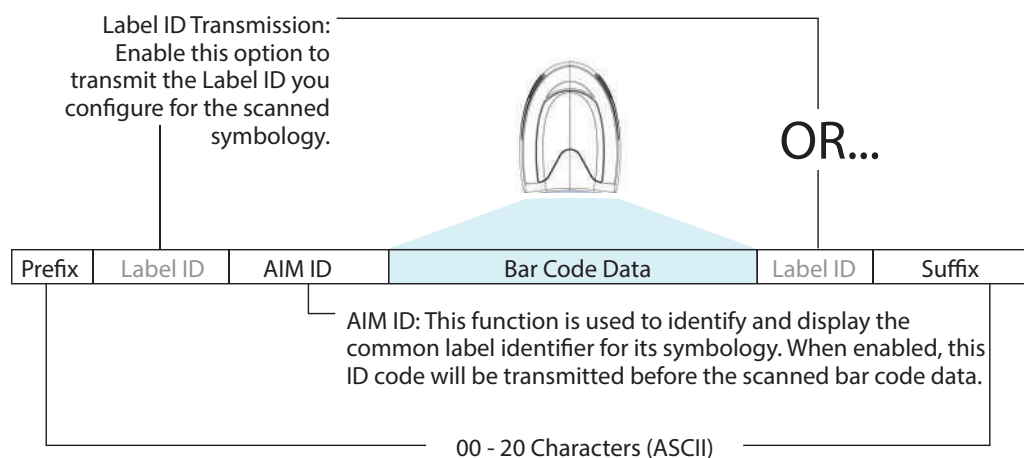 Label ID Transmission:
Enable this option to
transmit the Label ID you
configure for the scanned
symbology.
OR...
Prefix Label ID AIM ID Bar Code Data Label ID Suffix
AIM ID: This function is used to identify and display the
common label identifier for its symbology. When enabled, this
ID code will be transmitted before the scanned bar code data.
00 - 20 Characters (ASCII)